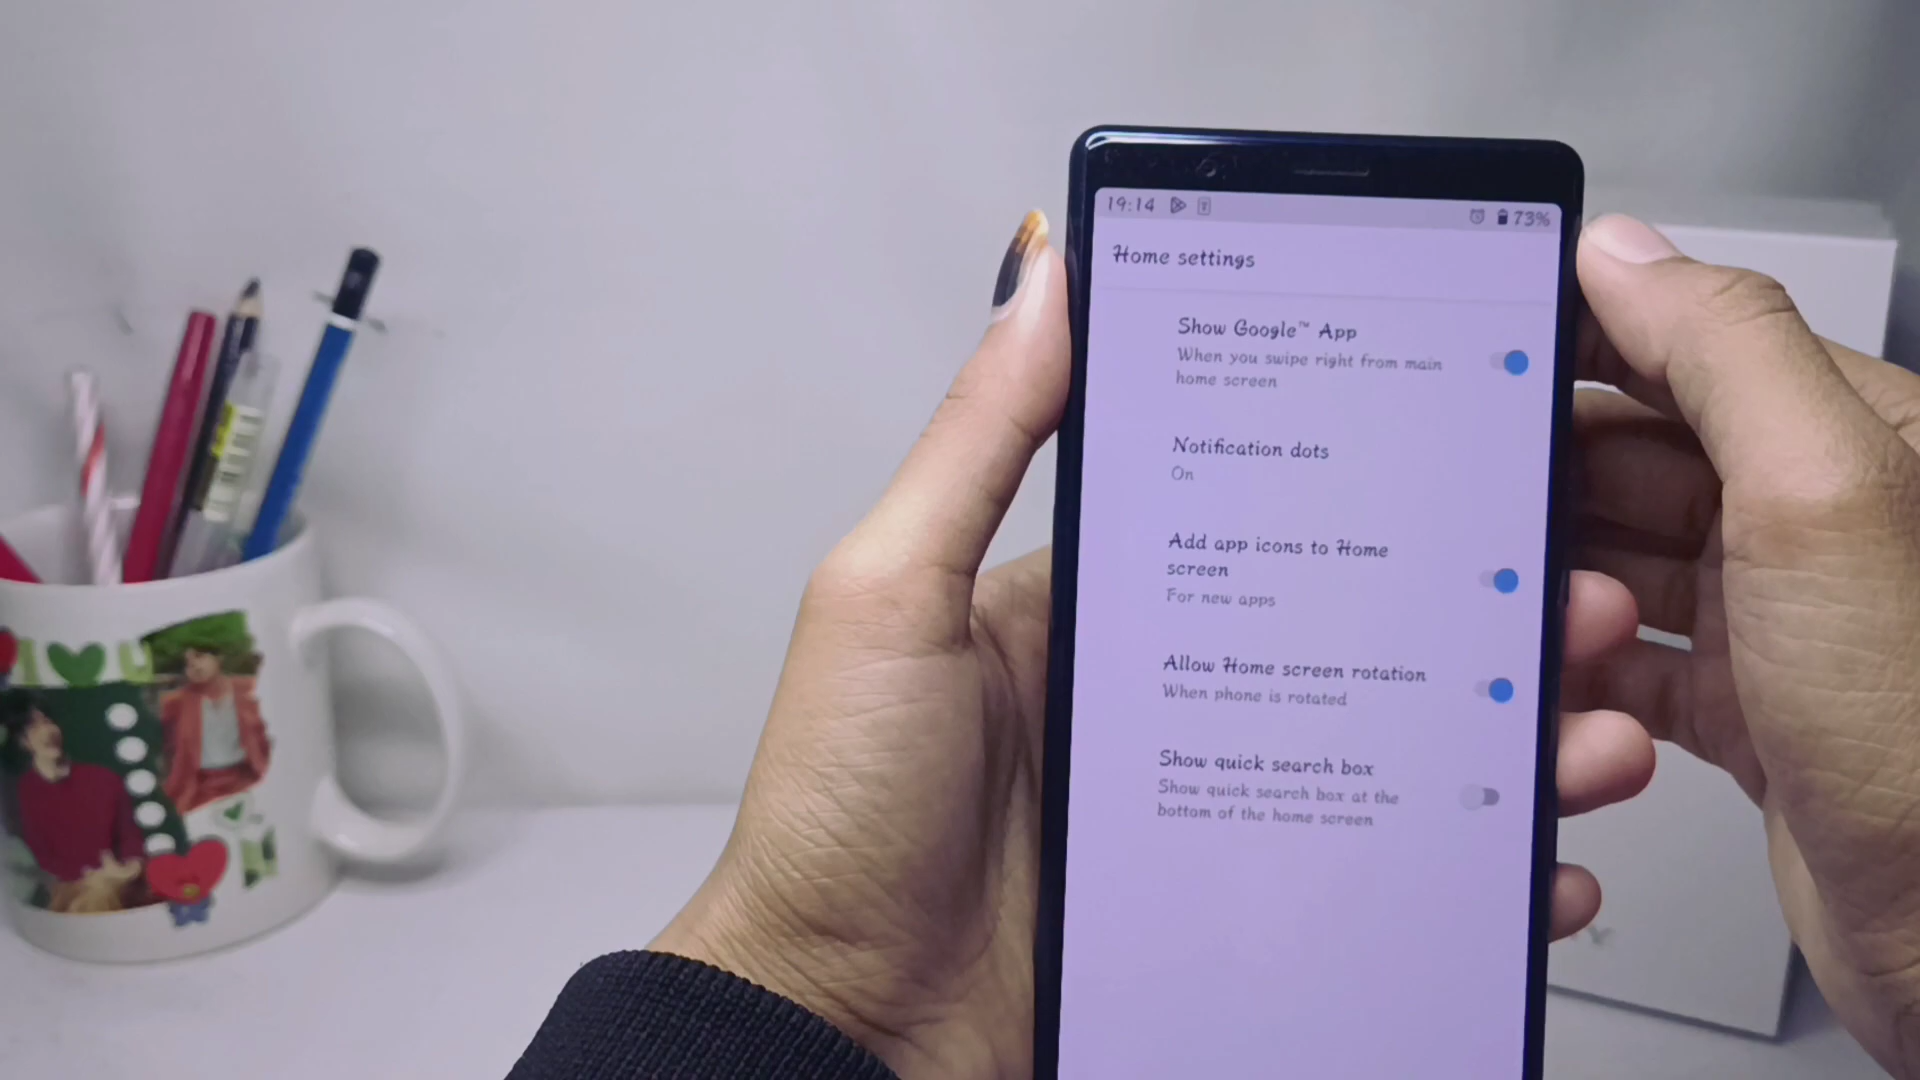 19:14
73%
Home settings
Show Google™ App
When you swipe right from main
home screen
Notification dots
On
Add app icons to Home
screen
For new apps
Allow Home screen rotation
When phone is rotated
Show quick search box
Show quick search box at the
bottom of the home screen